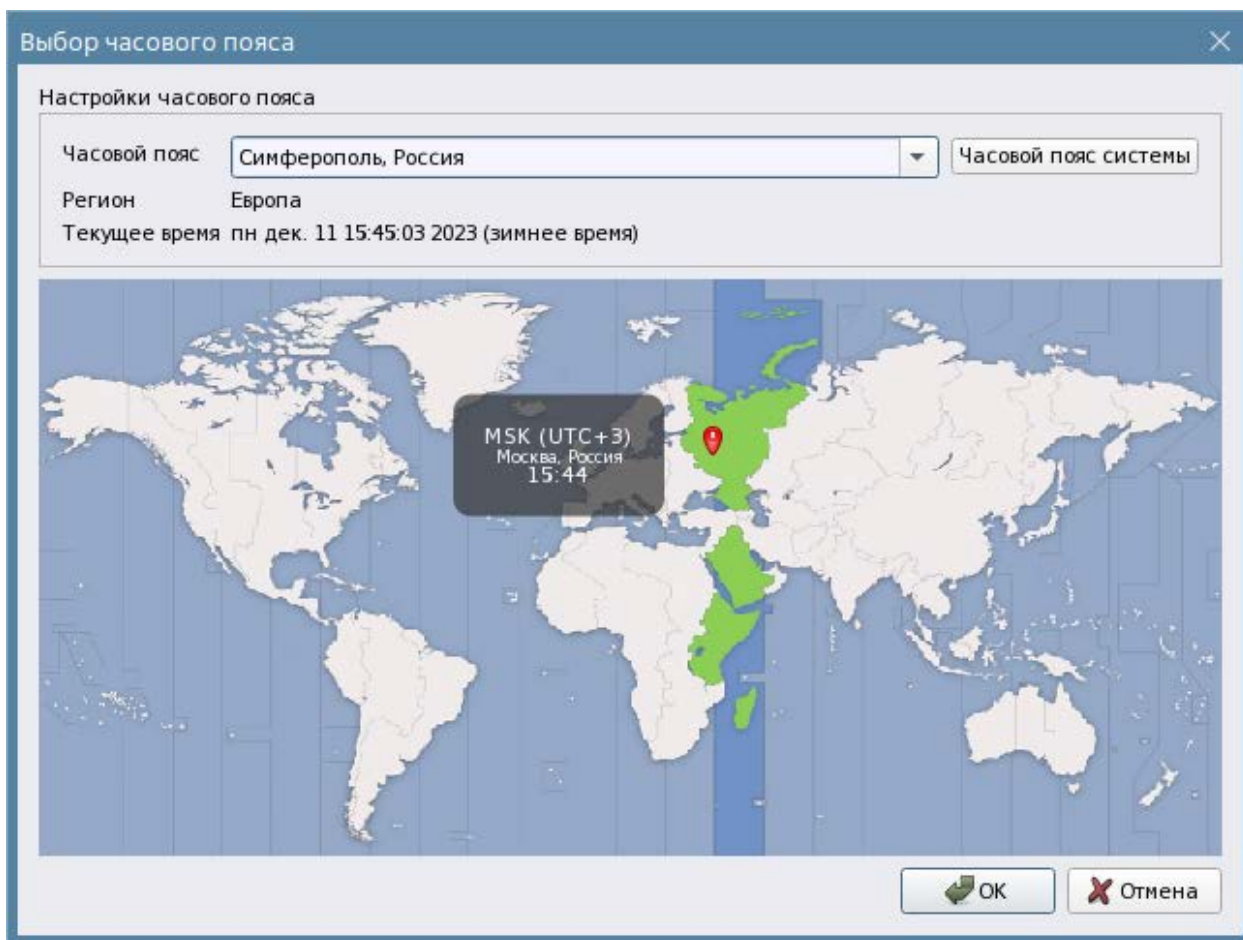 Выбор часового пояса
Настройки часового пояса
Часовой пояс Симферополь, Россия Часовой пояс системы
Регион Европа
Текущее время пн дек. 11 15:45:03 2023 (зимнее время)
MSK (UTC+3)
Москва, Россия
15:44
OK Отмена